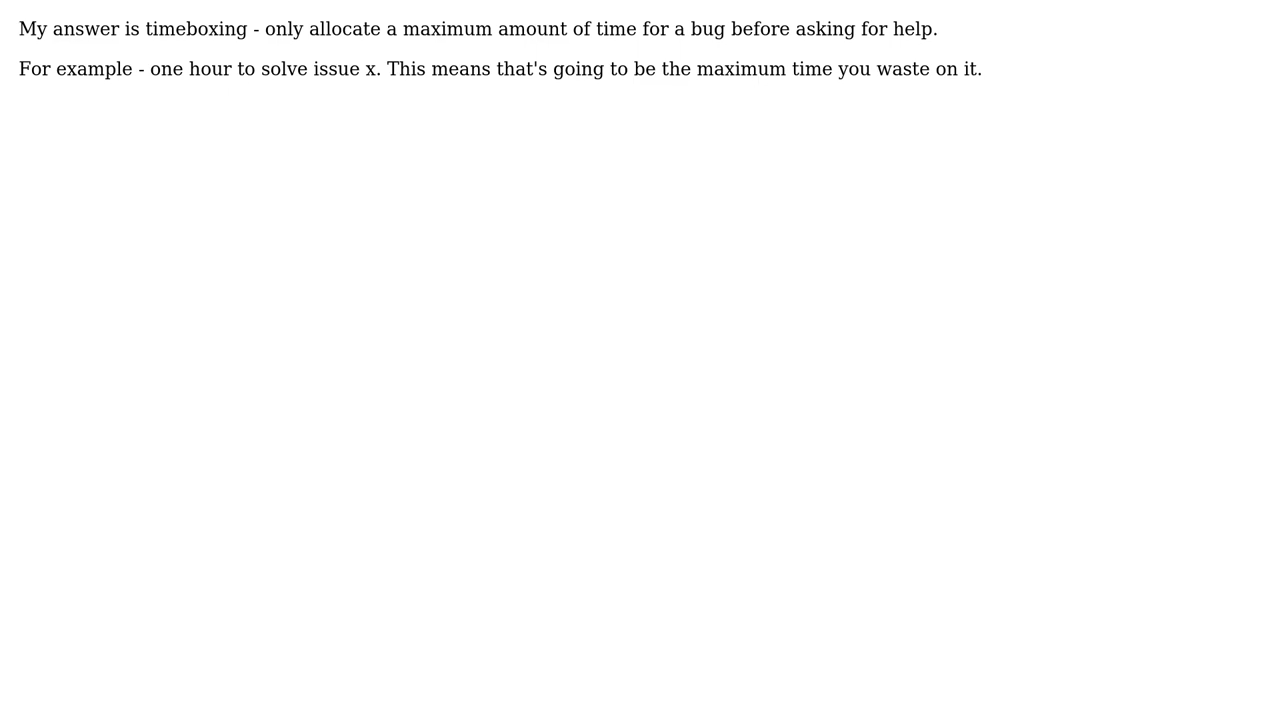 My answer is timeboxing - only allocate a maximum amount of time for a bug before asking for help.
For example - one hour to solve issue x. This means that's going to be the maximum time you waste on it.